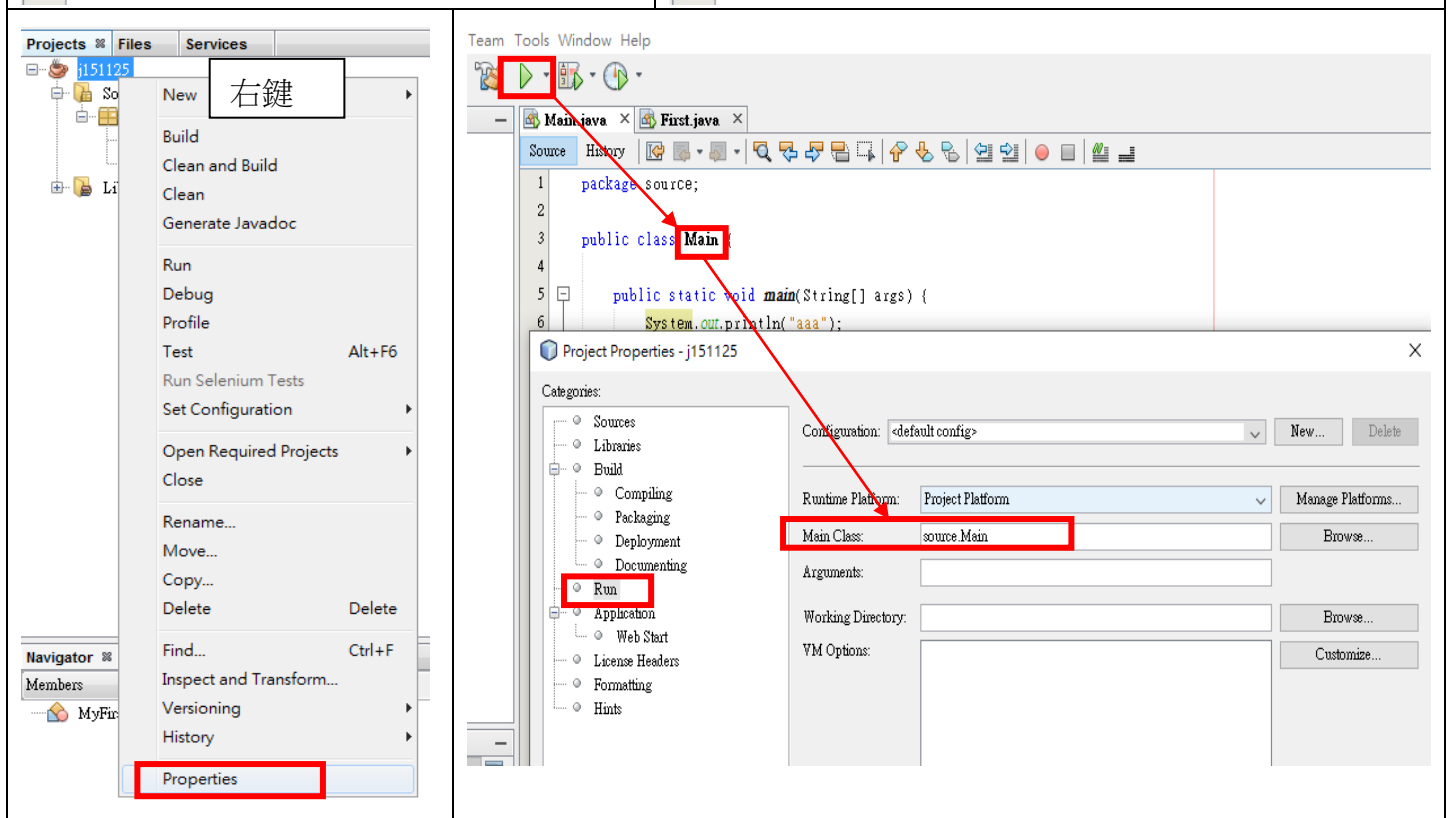 Projects Files Services
j151125
So
Li
右鍵
New
Build
Clean and Build
Clean
Generate Javadoc
Run
Debug
Profile
Test Alt+F6
Run Selenium Tests
Set Configuration
Open Required Projects
Close
Rename...
Move...
Copy...
Delete Delete
Find... Ctrl+F
Inspect and Transform...
Versioning
History
Properties
Navigator
Members
MyFir
Team Tools Window Help
Main.java First.java
Source History
1 package source;
2
3 public class Main {
4
5 public static void main(String[] args) {
6 System.out.println("aaa");
Project Properties - j151125
Categories:
Sources
Libraries
Build
Compiling
Packaging
Deployment
Documenting
Run
Application
Web Start
License Headers
Formatting
Hints
Configuration: <default config> New... Delete
Runtime Platform: Project Platform Manage Platforms...
Main Class: source.Main Browse...
Arguments:
Working Directory: Browse...
VM Options: Customize...